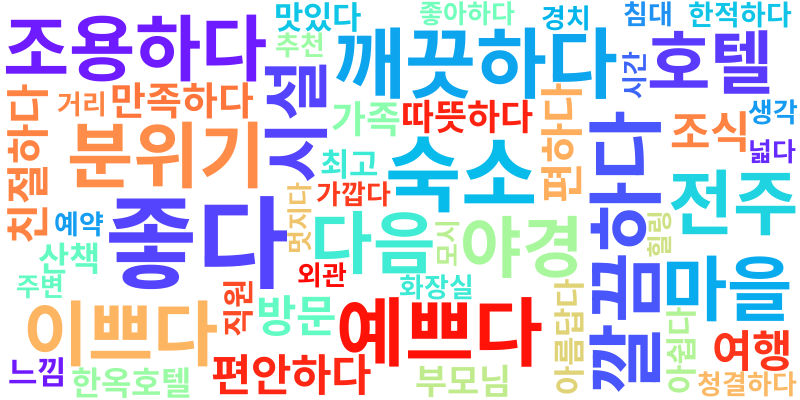 맛있다
좋아하다
경치
침대
한적하다
조용하다
추천
깨끗하다
호텔
시설
시간
친절하다
거리
만족하다
가족
따뜻하다
편하다
깔끔하다
조식
생각
분위기
최고
숙소
넓다
가깝다
전주
예약
좋다
멋지다
다음
모시
야경
힐링
산책
주변
외관
화장실
마을
직원
방문
이쁘다
예쁘다
아름답다
아쉽다
여행
느낌
한옥호텔
편안하다
부모님
청결하다